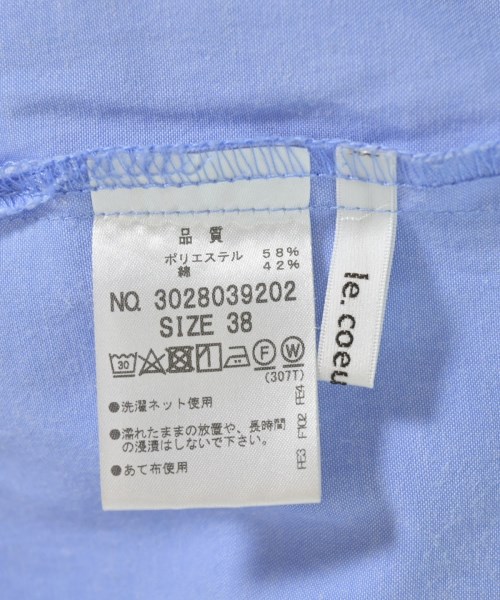 品質
ポリエステル 58%
綿 42%
NO. 3028039202
SIZE 38
30 F W
(307T)
●洗濯ネット使用
●濡れたままの放置や、長時間
の浸漬はしないで下さい。
●あて布使用
FE3 F102 FE4
le. coeu